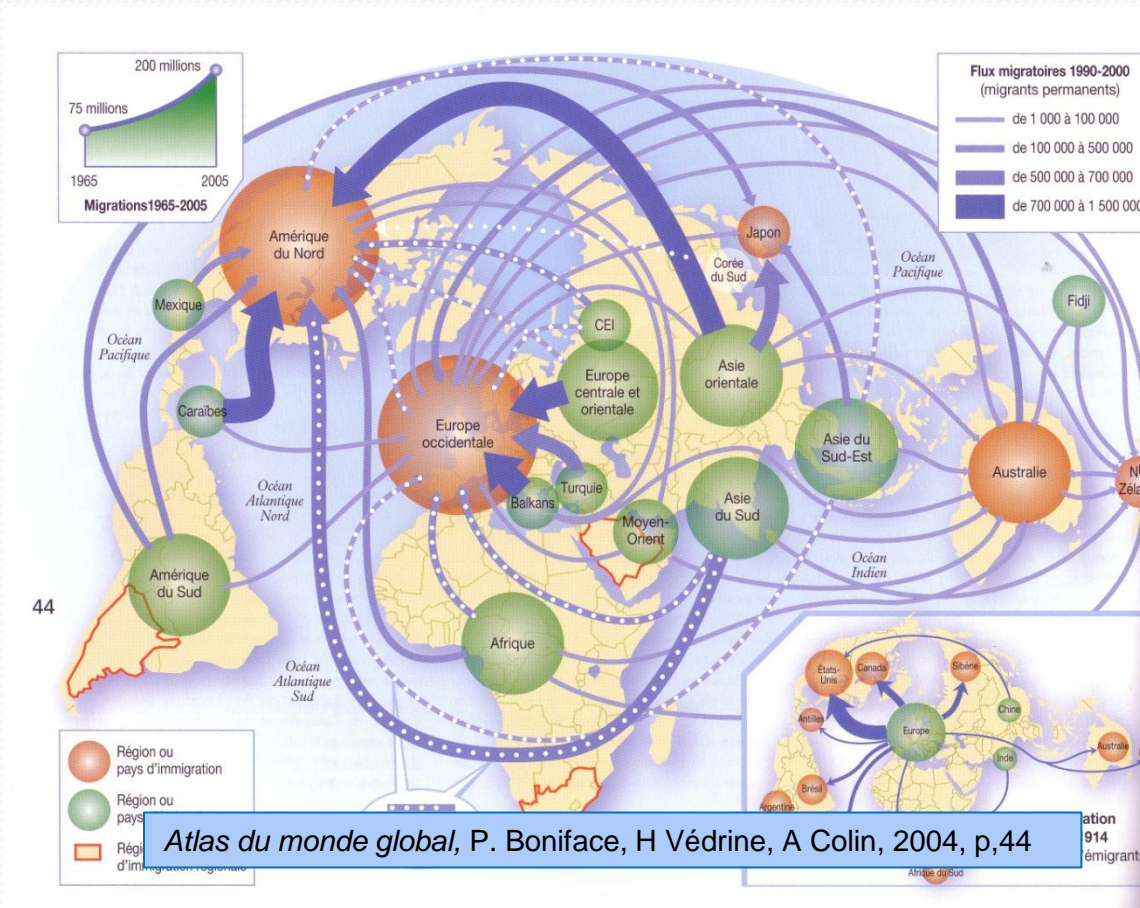 200 millions
75 millions
1965
2005
Migrations1965-2005
Flux migratoires 1990-2000
(migrants permanents)
de 1 000 à 100 000
de 100 000 à 500 000
de 500 000 à 700 000
de 700 000 à 1 500 000
Amérique
du Nord
Japon
Corée
du Sud
Océan
Pacifique
Mexique
Fidji
Océan
Pacifique
CEI
Europe
centrale et
orientale
Asie
orientale
Caraïbes
Europe
occidentale
Asie du
Sud-Est
Australie
Océan
Atlantique
Nord
Balkans
Turquie
Moyen-
Orient
Asie
du Sud
Océan
Indien
Amérique
du Sud
44
Afrique
Océan
Atlantique
Sud
États-
Unis
Canada
Sibérie
Chine
Antilles
Europe
Inde
Australie
Brésil
Argentine
Région ou
pays d'immigration
Région ou
pays
d'immigration régionale
Atlas du monde global, P. Boniface, H Védrine, A Colin, 2004, p,44
1914
Afrique du Sud